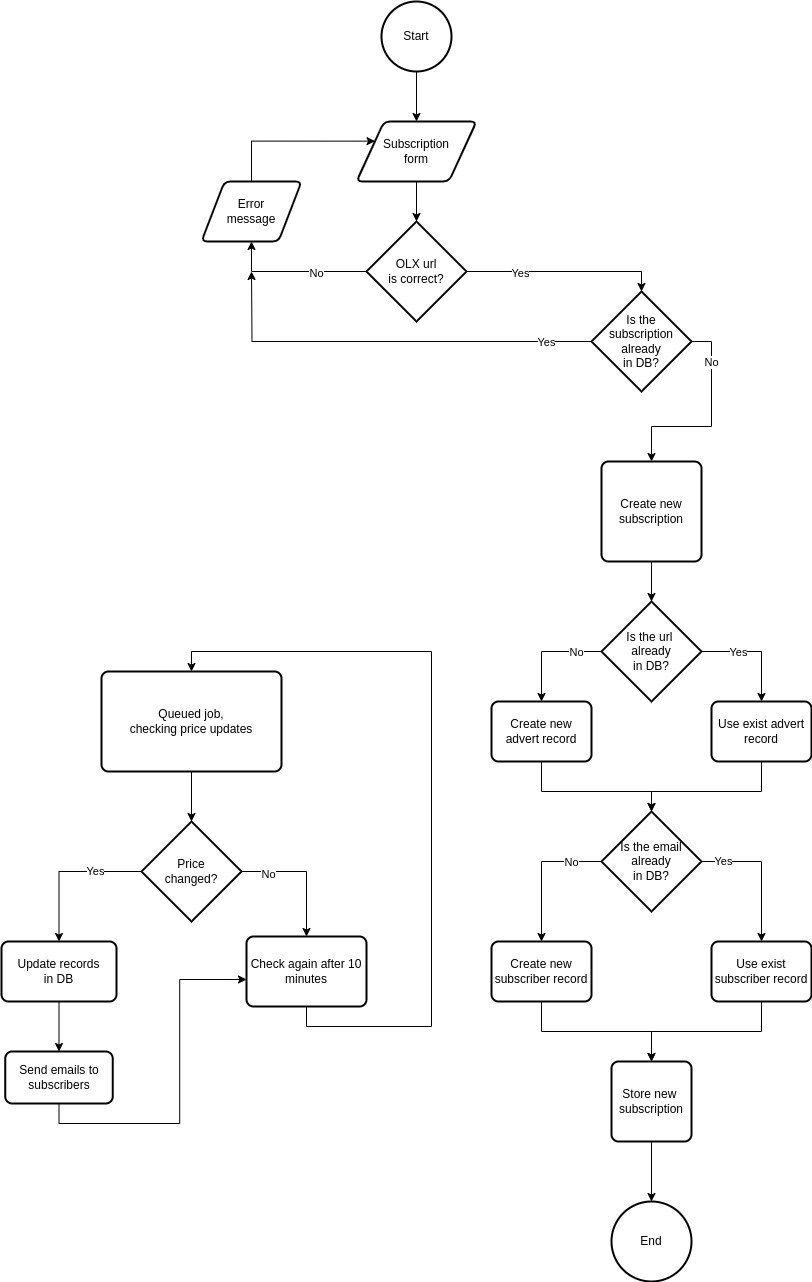 Start
Subscription
form
Error
message
OLX url
is correct?
No
Yes
Is the
subscription
already
in DB?
Yes
No
Create new
subscription
Is the url
already
in DB?
No
Yes
Create new
advert record
Use exist advert
record
Is the email
already
in DB?
No
Yes
Create new
subscriber record
Use exist
subscriber record
Store new
subscription
End
Queued job,
checking price updates
Price
changed?
Yes
No
Update records
in DB
Check again after 10
minutes
Send emails to
subscribers